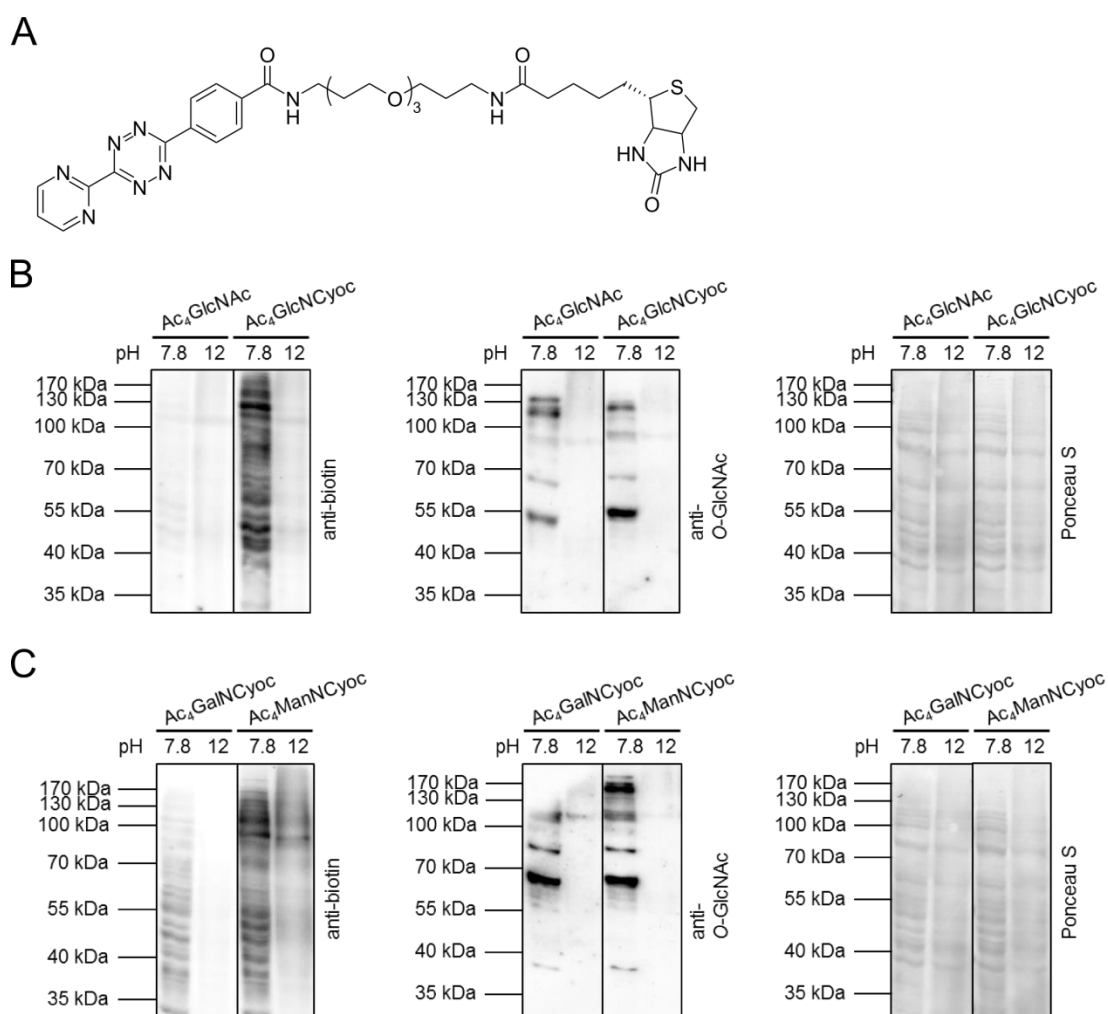 A
O
O
N
H
O
3
N
H
S
N
N
N
N
N
N
HN
NH
O
B
Ac4GlcNAc
Ac4GlcNCyoc
pH 7.8 12 7.8 12
170 kDa
130 kDa
100 kDa
70 kDa
55 kDa
40 kDa
35 kDa
anti-biotin
Ac4GlcNAc
Ac4GlcNCyoc
pH 7.8 12 7.8 12
170 kDa
130 kDa
100 kDa
70 kDa
55 kDa
40 kDa
35 kDa
anti-
O-GlcNAc
Ac4GlcNAc
Ac4GlcNCyoc
pH 7.8 12 7.8 12
170 kDa
130 kDa
100 kDa
70 kDa
55 kDa
40 kDa
35 kDa
Ponceau S
C
Ac4GalNCyoc
Ac4ManNCyoc
pH 7.8 12 7.8 12
170 kDa
130 kDa
100 kDa
70 kDa
55 kDa
40 kDa
35 kDa
anti-biotin
Ac4GalNCyoc
Ac4ManNCyoc
pH 7.8 12 7.8 12
170 kDa
130 kDa
100 kDa
70 kDa
55 kDa
40 kDa
35 kDa
anti-
O-GlcNAc
Ac4GalNCyoc
Ac4ManNCyoc
pH 7.8 12 7.8 12
170 kDa
130 kDa
100 kDa
70 kDa
55 kDa
40 kDa
35 kDa
Ponceau S